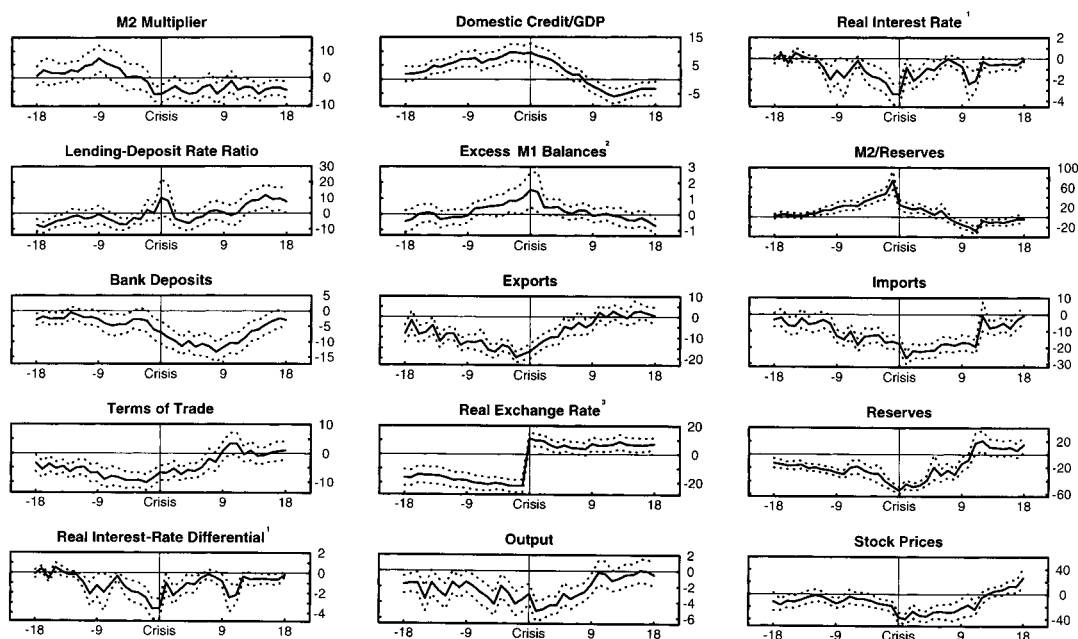 M2 Multiplier
10
0
-10
-18 -9 Crisis 9 18
Domestic Credit/GDP
15
5
-5
-18 -9 Crisis 9 18
Real Interest Rate ¹
2
0
-2
-4
-18 -9 Crisis 9 18
Lending-Deposit Rate Ratio
30
20
10
0
-10
-18 -9 Crisis 9 18
Excess M1 Balances²
3
2
1
0
-1
-18 -9 Crisis 9 18
M2/Reserves
100
60
20
-20
-18 -9 Crisis 9 18
Bank Deposits
5
0
-5
-10
-15
-18 -9 Crisis 9 18
Exports
10
0
-10
-20
-18 -9 Crisis 9 18
Imports
10
0
-10
-20
-30
-18 -9 Crisis 9 18
Terms of Trade
10
0
-10
-18 -9 Crisis 9 18
Real Exchange Rate³
20
0
-20
-18 -9 Crisis 9 18
Reserves
20
-20
-60
-18 -9 Crisis 9 18
Real Interest-Rate Differential¹
2
0
-2
-4
-18 -9 Crisis 9 18
Output
2
0
-2
-4
-6
-18 -9 Crisis 9 18
Stock Prices
40
0
-40
-18 -9 Crisis 9 18